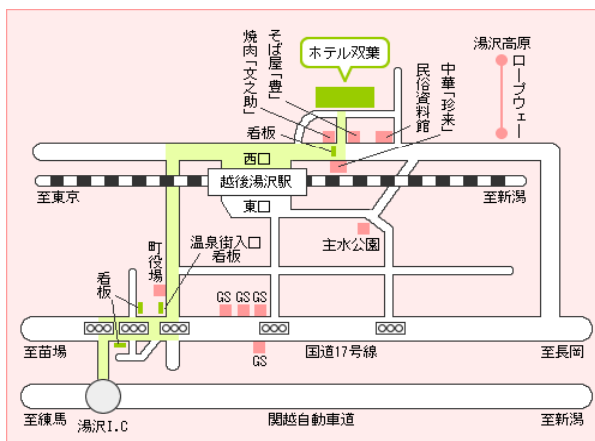 ホテル双葉
そば屋「豊」
焼肉「文之助」
中華「珍来」
民俗資料館
湯沢高原
ロープウェー
看板
西口
越後湯沢駅
東口
至東京
至新潟
主水公園
町役場
温泉街入口
看板
看板
GS GS GS
GS
至苗場
国道17号線
至長岡
至練馬
湯沢I.C
関越自動車道
至新潟